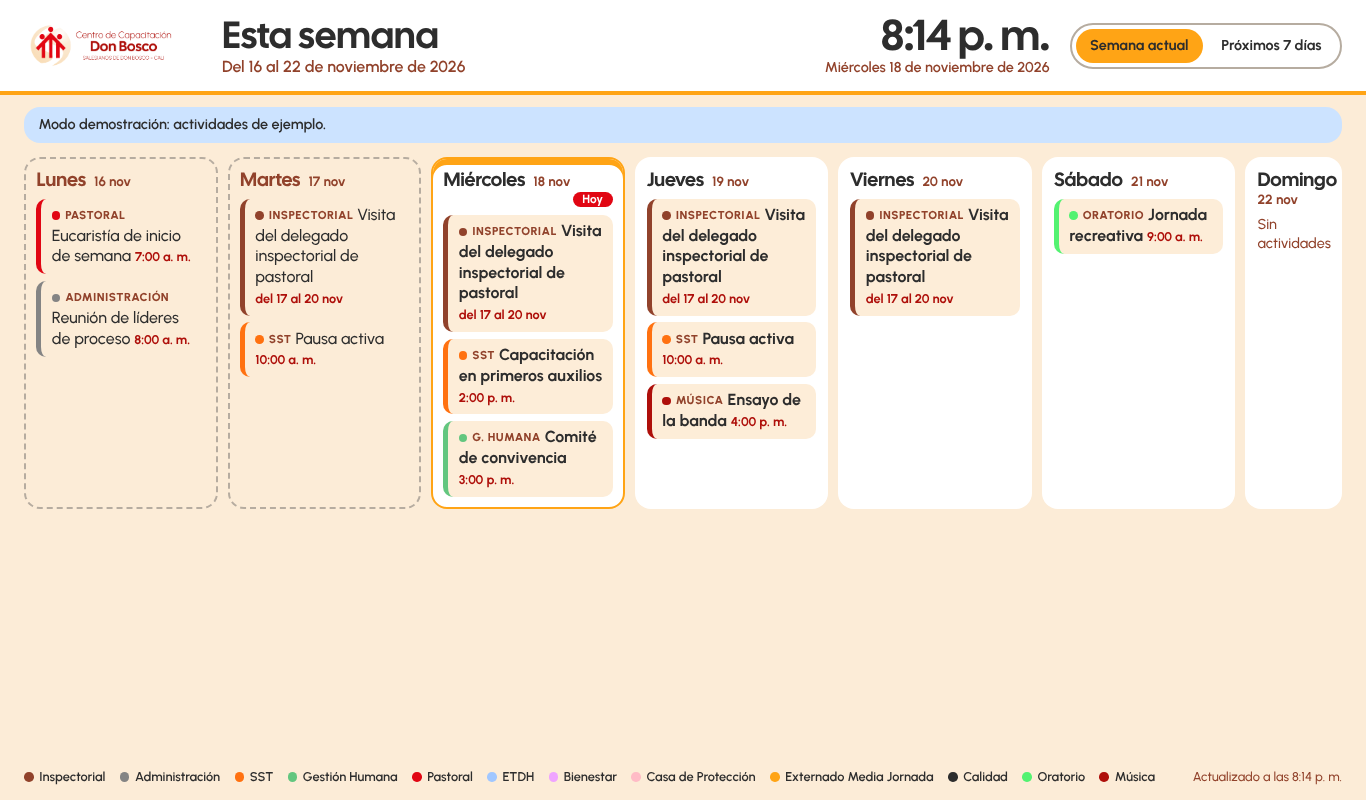 Centro de Capacitación
Don Bosco
SALESIANOS DE DON BOSCO - CALI
Esta semana
Del 16 al 22 de noviembre de 2026
8:14 p. m.
Miércoles 18 de noviembre de 2026
Semana actual
Próximos 7 días
Modo demostración: actividades de ejemplo.
Lunes 16 nov
PASTORAL
Eucaristía de inicio
de semana 7:00 a. m.
ADMINISTRACIÓN
Reunión de líderes
de proceso 8:00 a. m.
Martes 17 nov
INSPECTORIAL Visita
del delegado
inspectorial de
pastoral
del 17 al 20 nov
SST Pausa activa
10:00 a. m.
Miércoles 18 nov
Hoy
INSPECTORIAL Visita
del delegado
inspectorial de
pastoral
del 17 al 20 nov
SST Capacitación
en primeros auxilios
2:00 p. m.
G. HUMANA Comité
de convivencia
3:00 p. m.
Jueves 19 nov
INSPECTORIAL Visita
del delegado
inspectorial de
pastoral
del 17 al 20 nov
SST Pausa activa
10:00 a. m.
MÚSICA Ensayo de
la banda 4:00 p. m.
Viernes 20 nov
INSPECTORIAL Visita
del delegado
inspectorial de
pastoral
del 17 al 20 nov
Sábado 21 nov
ORATORIO Jornada
recreativa 9:00 a. m.
Domingo
22 nov
Sin
actividades
Inspectorial
Administración
SST
Gestión Humana
Pastoral
ETDH
Bienestar
Casa de Protección
Externado Media Jornada
Calidad
Oratorio
Música
Actualizado a las 8:14 p. m.